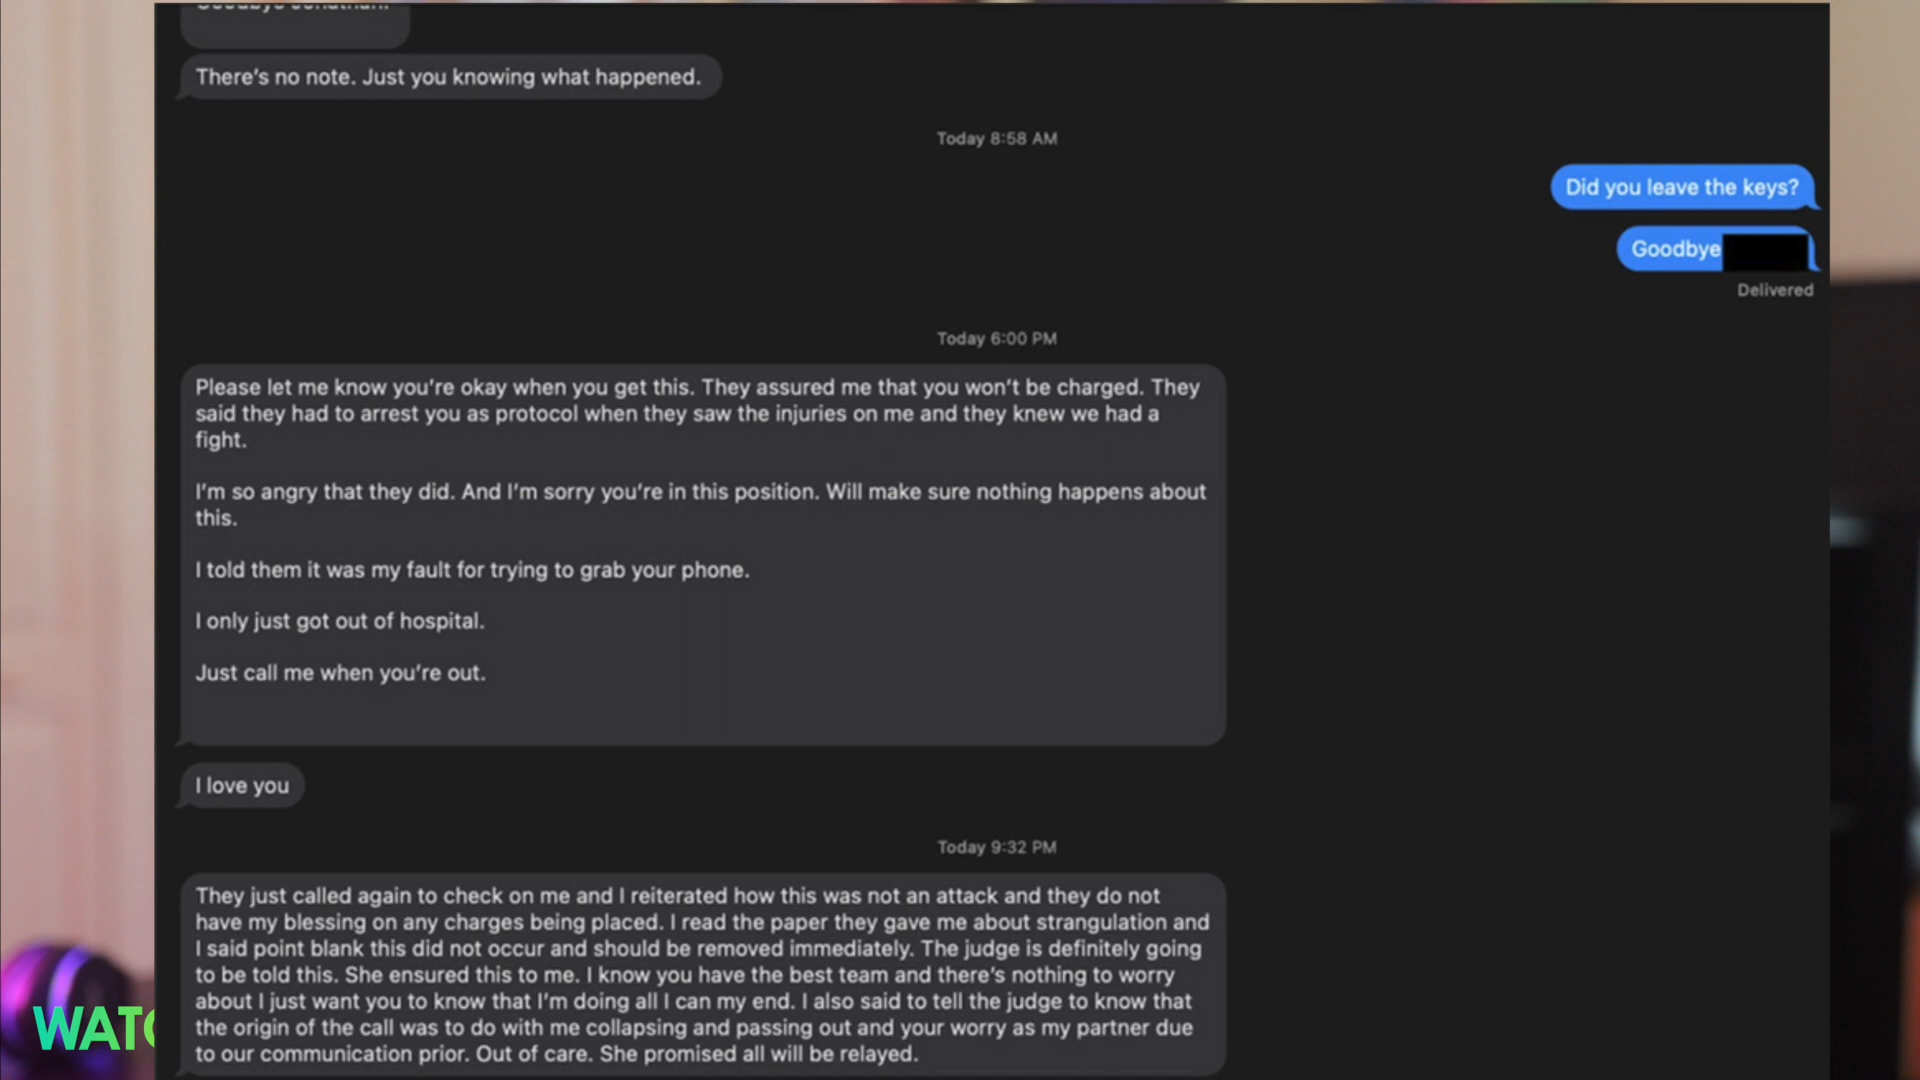 There's no note. Just you knowing what happened.
Today 8:58 AM
Did you leave the keys?
Goodbye
Delivered
Today 6:00 PM
Please let me know you're okay when you get this. They assured me that you won't be charged. They
said they had to arrest you as protocol when they saw the injuries on me and they knew we had a
fight.
I'm so angry that they did. And I'm sorry you're in this position. Will make sure nothing happens about
this.
I told them it was my fault for trying to grab your phone.
I only just got out of hospital.
Just call me when you're out.
I love you
Today 9:32 PM
They just called again to check on me and I reiterated how this was not an attack and they do not
have my blessing on any charges being placed. I read the paper they gave me about strangulation and
I said point blank this did not occur and should be removed immediately. The judge is definitely going
to be told this. She ensured this to me. I know you have the best team and there's nothing to worry
about I just want you to know that I'm doing all I can my end. I also said to tell the judge to know that
the origin of the call was to do with me collapsing and passing out and your worry as my partner due
to our communication prior. Out of care. She promised all will be relayed.
WAT